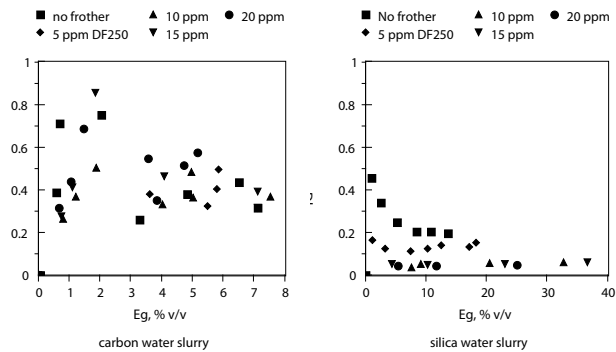 no frother 10 ppm 20 ppm
5 ppm DF250 15 ppm
1
0.8
0.6
0.4
0.2
0
0 1 2 3 4 5 6 7 8
Eg, % v/v
carbon water slurry
No frother 10 ppm 20 ppm
5 ppm DF250 15 ppm
1
0.8
0.6
0.4
0.2
0
0 10 20 30 40
Eg, % v/v
silica water slurry